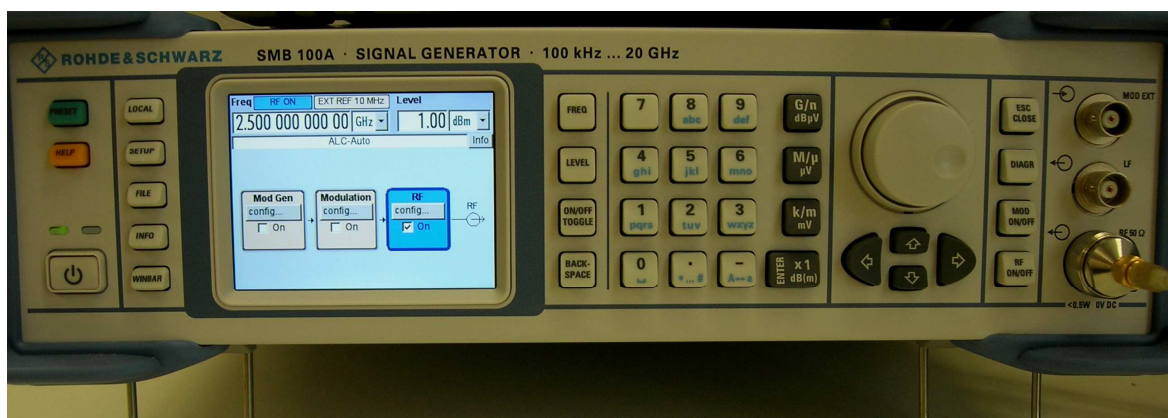 ROHDE&SCHWARZ SMB 100A · SIGNAL GENERATOR · 100 kHz ... 20 GHz
PRESET
HELP
LOCAL
SETUP
FILE
INFO
WINBAR
Freq RF ON EXT REF 10 MHz Level
2.500 000 000 00 GHz 1.00 dBm
ALC-Auto Info
Mod Gen
config...
On
Modulation
config...
On
RF
config...
On
RF
FREQ
LEVEL
ON/OFF
TOGGLE
BACK-
SPACE
7 8 9
abc def
4 5 6
ghi jkl mno
1 2 3
pqrs tuv wxyz
0 . -
*...#
G/n
dBµV
M/µ
µV
k/m
mV
ENTER x1
dB(m)
ESC
CLOSE
DIAGR
MOD
ON/OFF
RF
ON/OFF
MOD EXT
LF
RF 50 Ω
<0.5W 0V DC